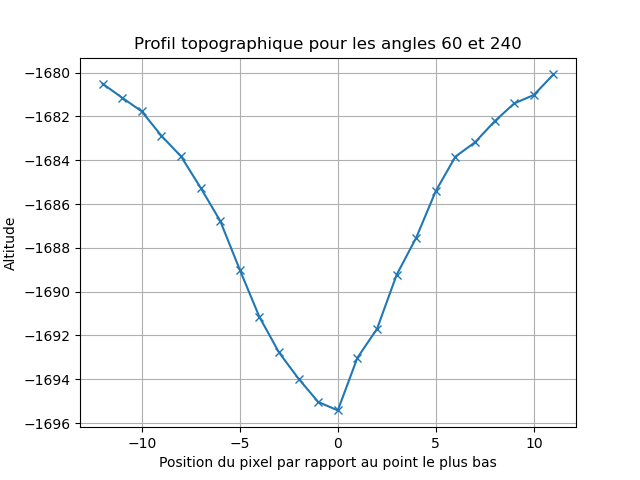 Profil topographique pour les angles 60 et 240
−1680
−1682
−1684
−1686
−1688
−1690
−1692
−1694
−1696
Altitude
−10 −5 0 5 10
Position du pixel par rapport au point le plus bas